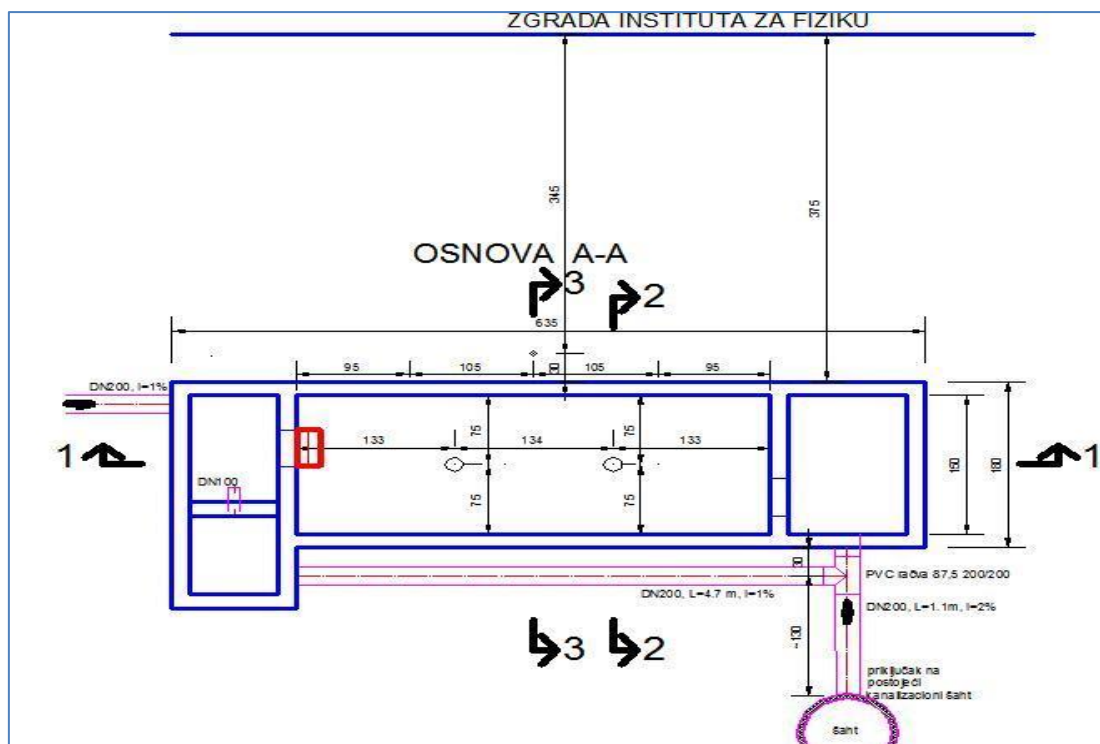 ZGRADA INSTITUTA ZA FIZIKU
345
375
OSNOVA A-A
3
2
635
95
105
30
105
95
DN200, I=1%
133
75
134
75
133
1
1
150
180
DN100
75
75
30
PVC račva 87,5 200/200
DN200, L=4.7 m, I=1%
DN200, L=1.1m, I=2%
~130
3
2
priključak na
postojeći
kanalizacioni šaht
šaht